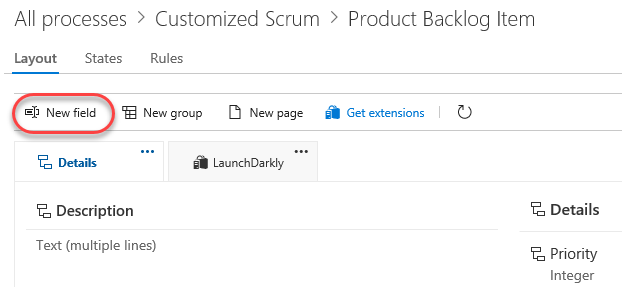 All processes > Customized Scrum > Product Backlog Item
Layout States Rules
New field New group New page Get extensions
Details ... LaunchDarkly ...
Description
Text (multiple lines)
Details
Priority
Integer